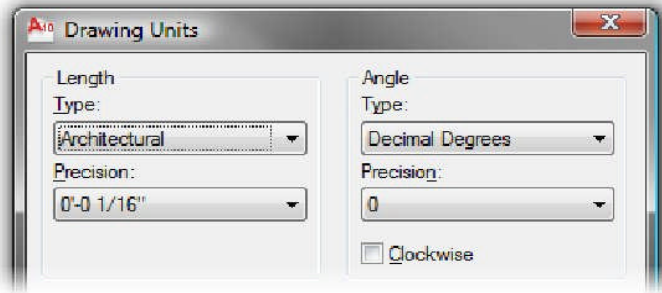 Drawing Units
Length
Type:
Architectural
Precision:
0'-0 1/16"
Angle
Type:
Decimal Degrees
Precision:
0
Clockwise